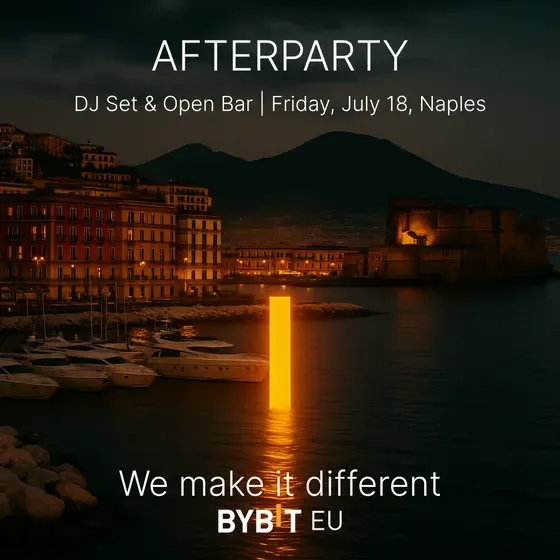 AFTERPARTY
DJ Set & Open Bar | Friday, July 18, Naples
We make it different
BYBIT EU